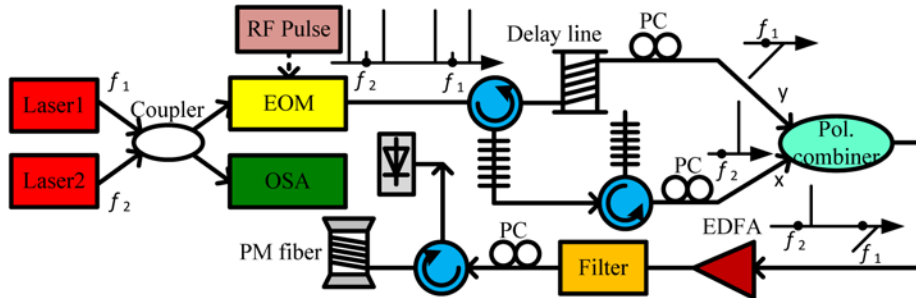 RF Pulse
Delay line
PC
f1
Laser1
f1
Coupler
EOM
f2
f1
y
Pol.
combiner
Laser2
f2
OSA
PC
f2
x
PM fiber
PC
EDFA
f2
f1
Filter